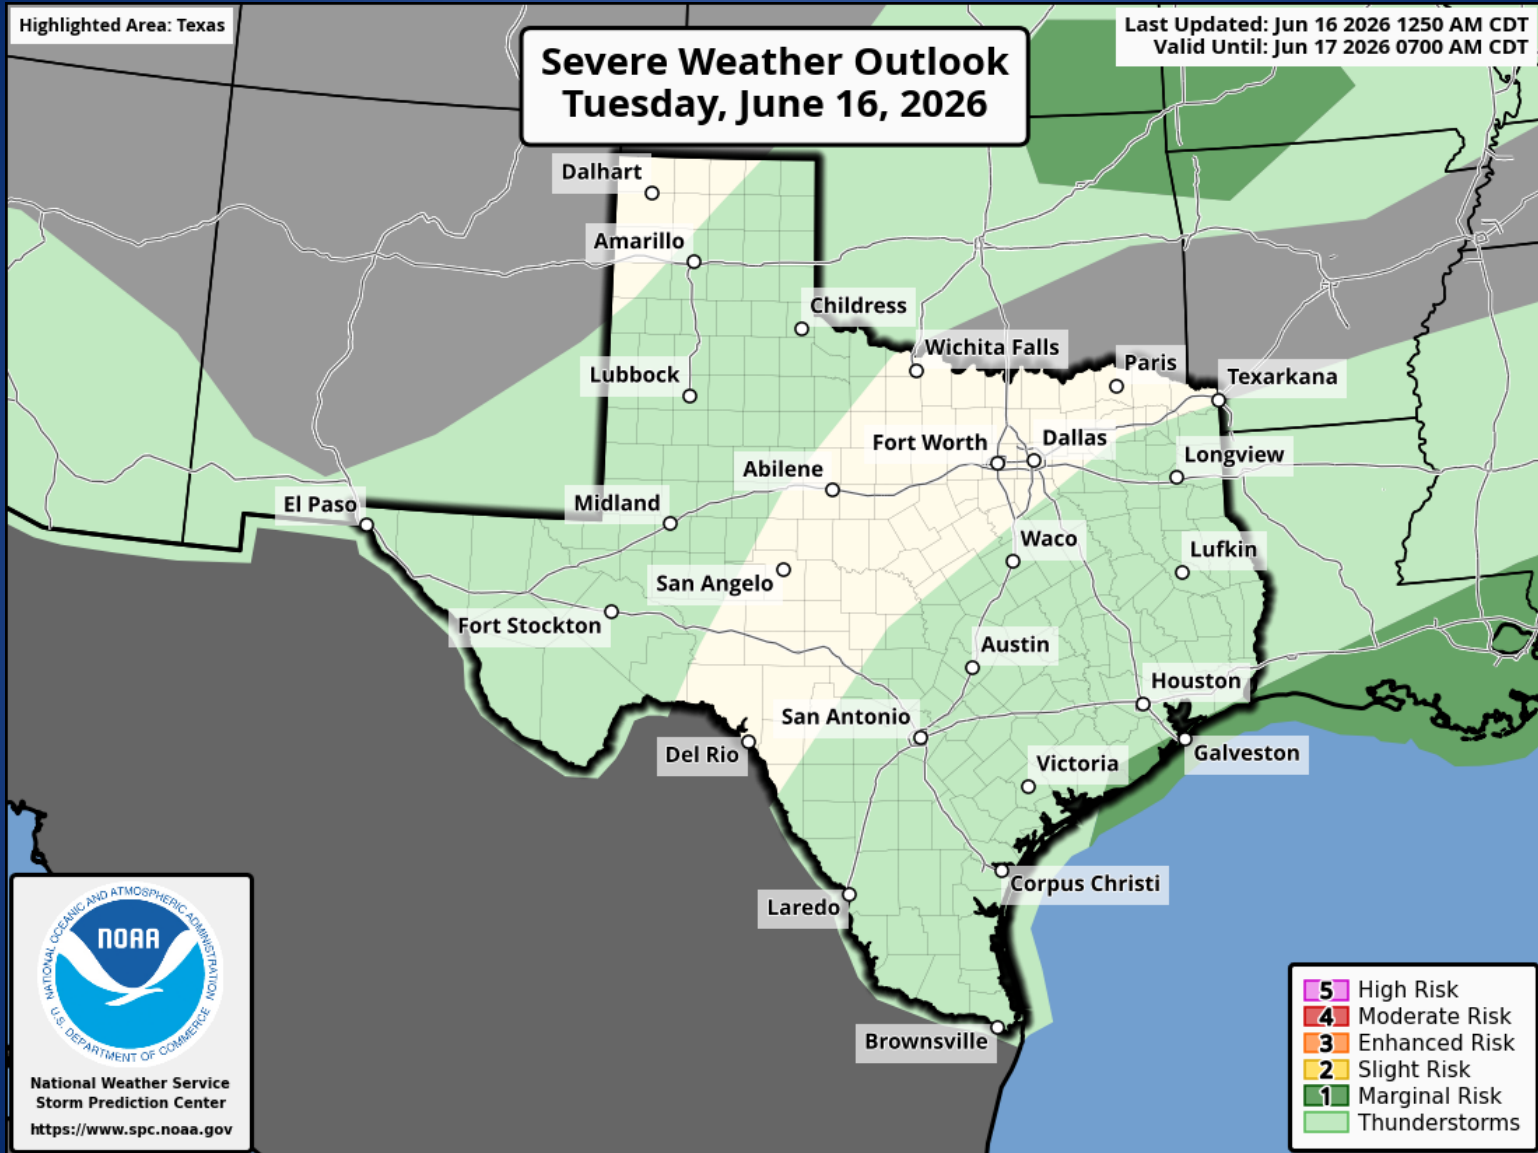 Highlighted Area: Texas
Severe Weather Outlook
Tuesday, June 16, 2026
Last Updated: Jun 16 2026 1250 AM CDT
Valid Until: Jun 17 2026 0700 AM CDT
Dalhart
Amarillo
Childress
Wichita Falls
Paris
Texarkana
Lubbock
Fort Worth
Dallas
Longview
Abilene
Midland
El Paso
Waco
Lufkin
San Angelo
Fort Stockton
Austin
Houston
San Antonio
Del Rio
Galveston
Victoria
Corpus Christi
Laredo
Brownsville
NATIONAL OCEANIC AND ATMOSPHERIC ADMINISTRATION
NOAA
U.S. DEPARTMENT OF COMMERCE
National Weather Service
Storm Prediction Center
https://www.spc.noaa.gov
5 High Risk
4 Moderate Risk
3 Enhanced Risk
2 Slight Risk
1 Marginal Risk
Thunderstorms